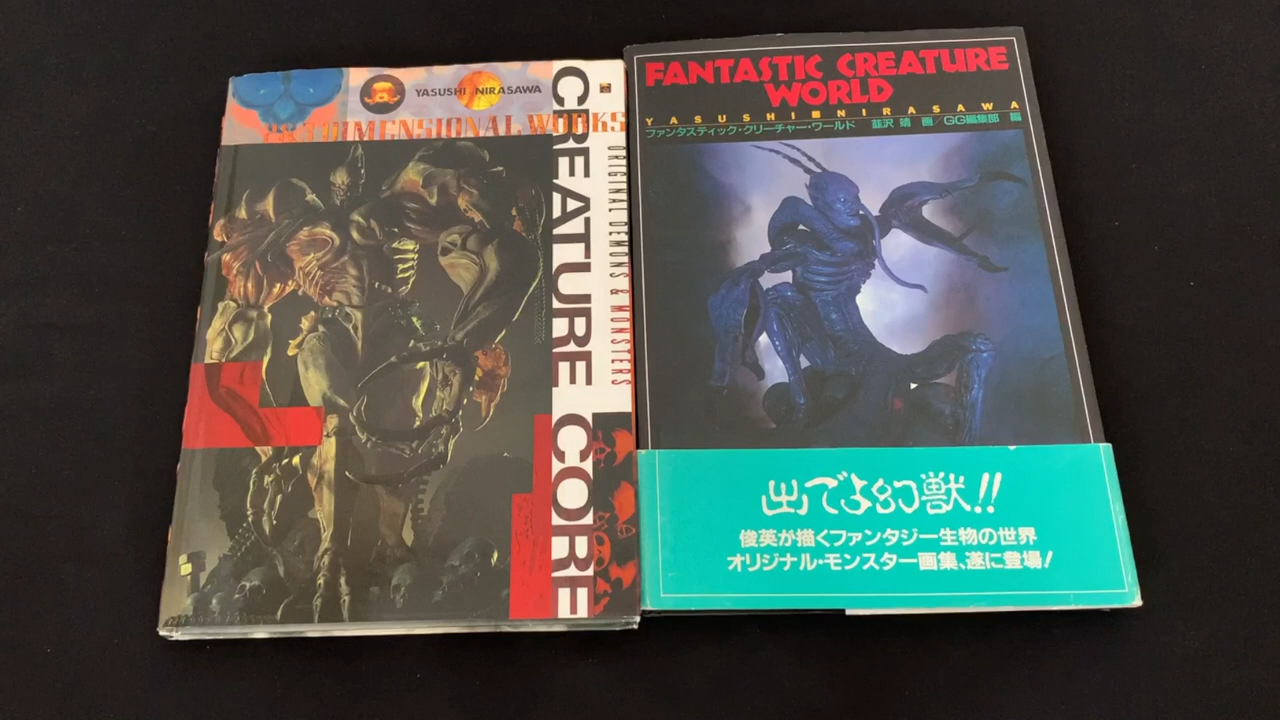 YASUSHI NIRASAWA
DIMENSIONAL WORKS
CREATURE CORE
ORIGINAL DEMONS & MONSTERS
FANTASTIC CREATURE
WORLD
YASUSHI■NIRASAWA
ファンタスティック・クリーチャー・ワールド 韮沢 靖 画/GG編集部 編
出でよ幻獣!!
俊英が描くファンタジー生物の世界
オリジナル・モンスター画集、遂に登場!